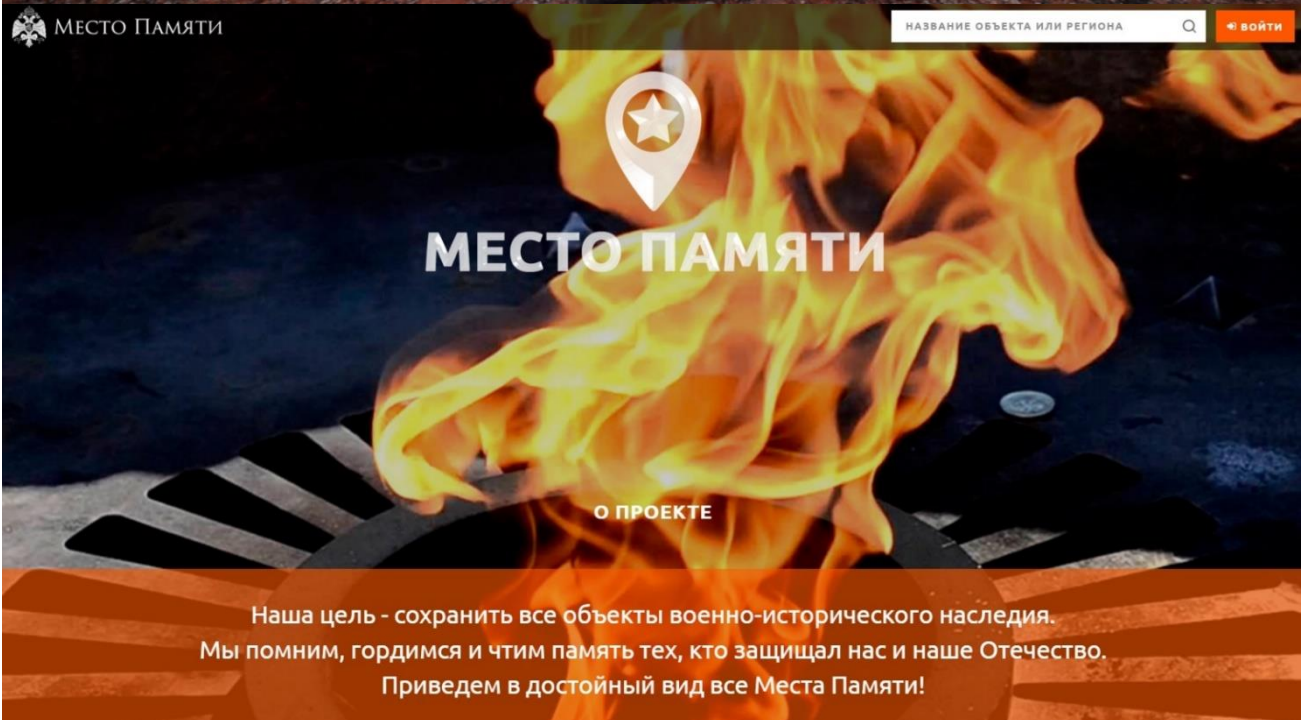 Место Памяти
НАЗВАНИЕ ОБЪЕКТА ИЛИ РЕГИОНА
ВОЙТИ
МЕСТО ПАМЯТИ
О ПРОЕКТЕ
Наша цель - сохранить все объекты военно-исторического наследия.
Мы помним, гордимся и чтим память тех, кто защищал нас и наше Отечество.
Приведем в достойный вид все Места Памяти!